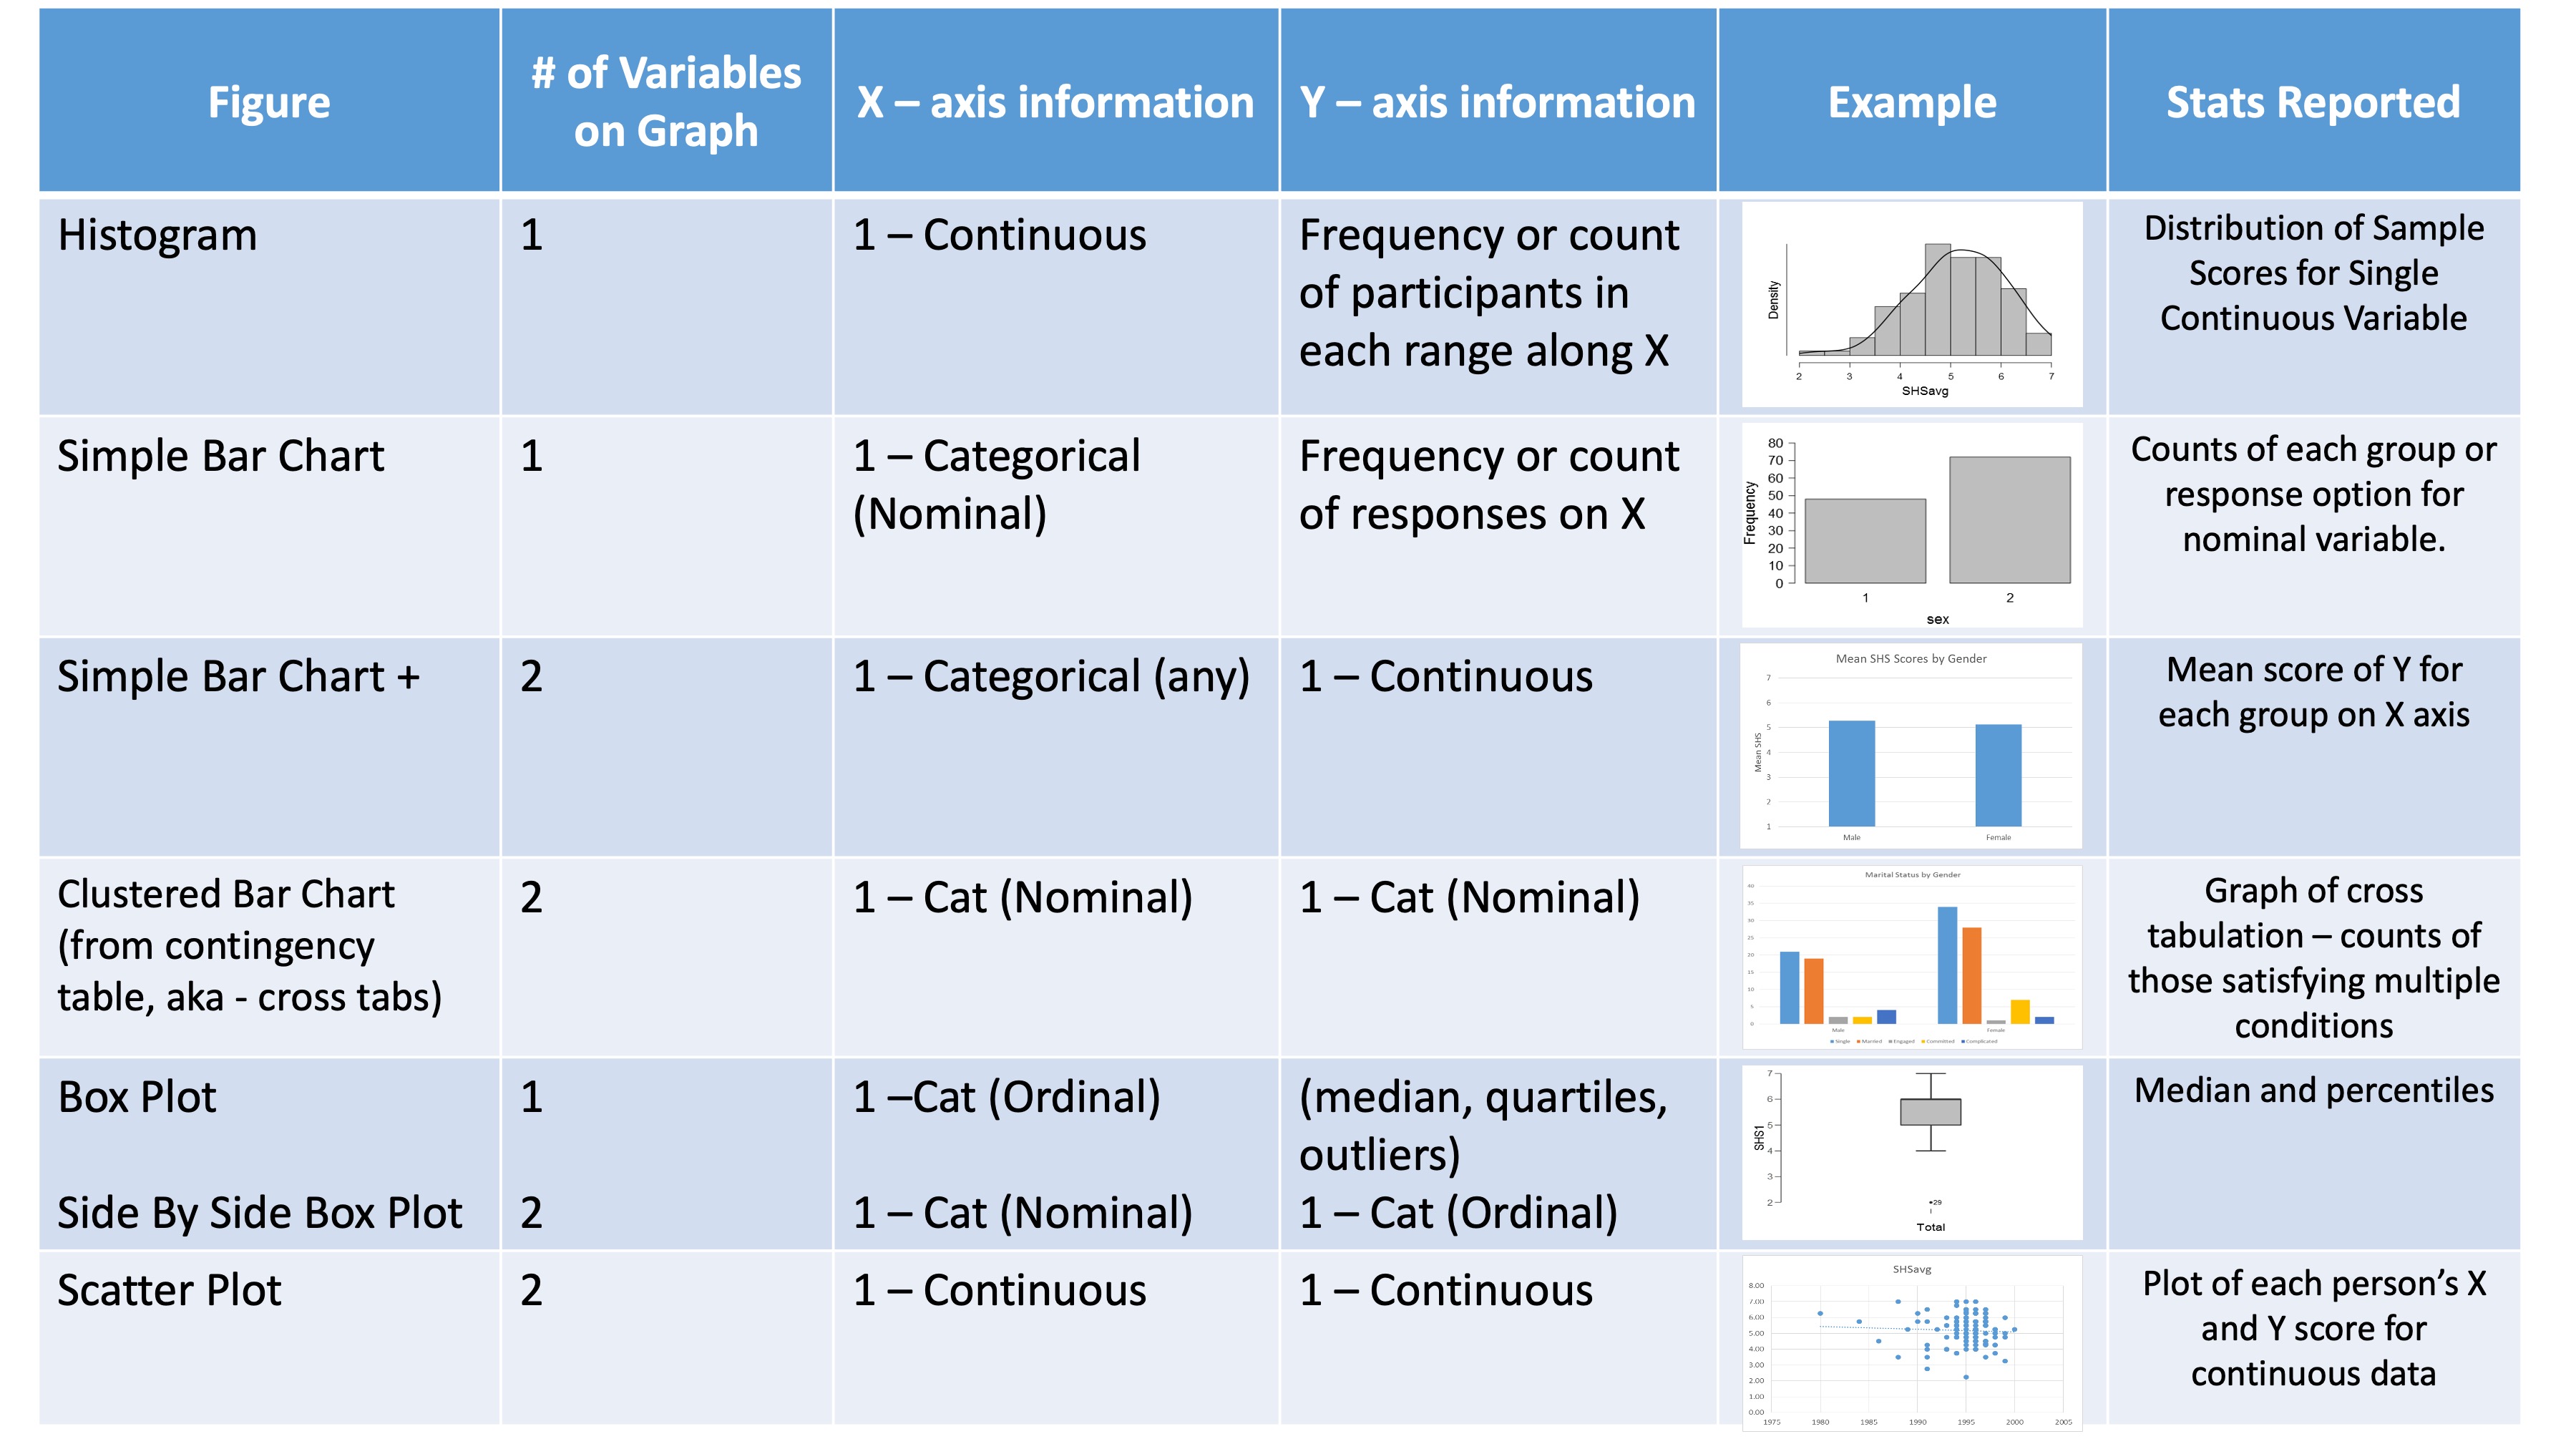 Figure
# of Variables
on Graph
X – axis information
Y – axis information
Example
Stats Reported
Histogram
1
1 – Continuous
Frequency or count
of participants in
each range along X
Density
2 3 4 5 6 7
SHSavg
Distribution of Sample
Scores for Single
Continuous Variable
Simple Bar Chart
1
1 – Categorical
(Nominal)
Frequency or count
of responses on X
Frequency
80
70
60
50
40
30
20
10
0
1 2
sex
Counts of each group or
response option for
nominal variable.
Simple Bar Chart +
2
1 – Categorical (any)
1 – Continuous
Mean SHS Scores by Gender
Mean SHS
7
6
5
4
3
2
1
Male Female
Mean score of Y for
each group on X axis
Clustered Bar Chart
(from contingency
table, aka - cross tabs)
2
1 – Cat (Nominal)
1 – Cat (Nominal)
Marital Status by Gender
40
35
30
25
20
15
10
5
0
Male Female
Single Married Engaged Committed Complicated
Graph of cross
tabulation – counts of
those satisfying multiple
conditions
Box Plot
1
1 –Cat (Ordinal)
(median, quartiles,
outliers)
Side By Side Box Plot
2
1 – Cat (Nominal)
1 – Cat (Ordinal)
SHS1
7
6
5
4
3
2
29
Total
Median and percentiles
Scatter Plot
2
1 – Continuous
1 – Continuous
SHSavg
8.00
7.00
6.00
5.00
4.00
3.00
2.00
1.00
0.00
1975 1980 1985 1990 1995 2000 2005
Plot of each person’s X
and Y score for
continuous data